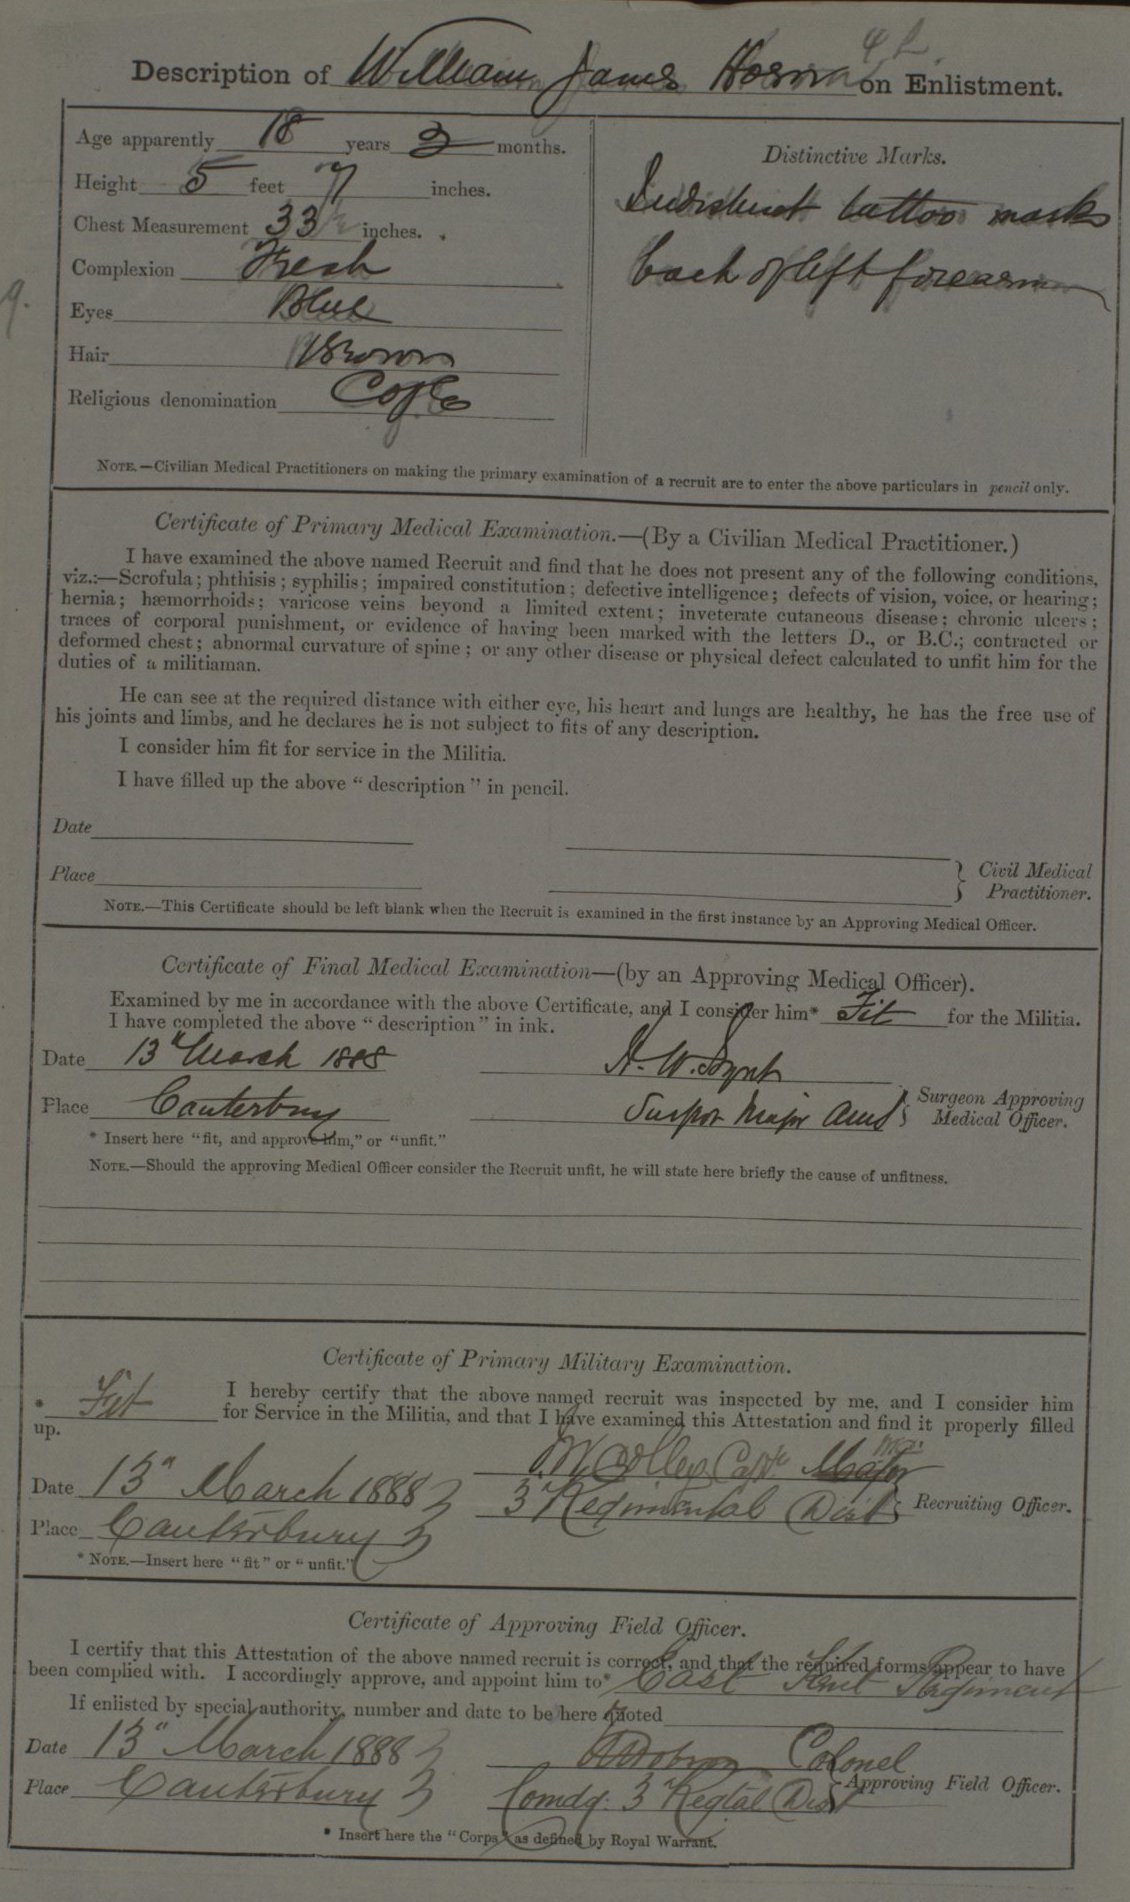 Description of William James Hosm on Enlistment.
Age apparently 18 years 3 months.
Height 5 feet 7 inches.
Chest Measurement 33 inches.
Complexion Fresh
Eyes Blue
Hair Brown
Religious denomination C of E
Distinctive Marks.
Indistinct tattoo marks
back of left forearm
9.
NOTE.—Civilian Medical Practitioners on making the primary examination of a recruit are to enter the above particulars in pencil only.
Certificate of Primary Medical Examination.—(By a Civilian Medical Practitioner.)
I have examined the above named Recruit and find that he does not present any of the following conditions,
viz.:—Scrofula; phthisis; syphilis; impaired constitution; defective intelligence; defects of vision, voice, or hearing;
hernia; hæmorrhoids; varicose veins beyond a limited extent; inveterate cutaneous disease; chronic ulcers;
traces of corporal punishment, or evidence of having been marked with the letters D., or B.C.; contracted or
deformed chest; abnormal curvature of spine; or any other disease or physical defect calculated to unfit him for the
duties of a militiaman.
He can see at the required distance with either eye, his heart and lungs are healthy, he has the free use of
his joints and limbs, and he declares he is not subject to fits of any description.
I consider him fit for service in the Militia.
I have filled up the above "description" in pencil.
Date
Place
Civil Medical
Practitioner.
NOTE.—This Certificate should be left blank when the Recruit is examined in the first instance by an Approving Medical Officer.
Certificate of Final Medical Examination—(by an Approving Medical Officer).
Examined by me in accordance with the above Certificate, and I consider him* Fit for the Militia.
I have completed the above "description" in ink.
Date 13" March 1888
Place Canterbury Major Surgeon Approving
Medical Officer.
* Insert here "fit, and approve him," or "unfit."
NOTE.—Should the approving Medical Officer consider the Recruit unfit, he will state here briefly the cause of unfitness.
Certificate of Primary Military Examination.
I hereby certify that the above named recruit was inspected by me, and I consider him
* Fit for Service in the Militia, and that I have examined this Attestation and find it properly filled
up.
Major
Date 13" March 1888 3 Regimental Dist Recruiting Officer.
Place Canterbury
* NOTE.—Insert here "fit" or "unfit."
Certificate of Approving Field Officer.
I certify that this Attestation of the above named recruit is correct, and that the required forms appear to have
been complied with. I accordingly approve, and appoint him to* East Kent Regiment
If enlisted by special authority, number and date to be here quoted
Date 13" March 1888 Colonel
Place Canterbury Comdg. 3 Regtal Dist Approving Field Officer.
* Insert here the "Corps" as defined by Royal Warrant.